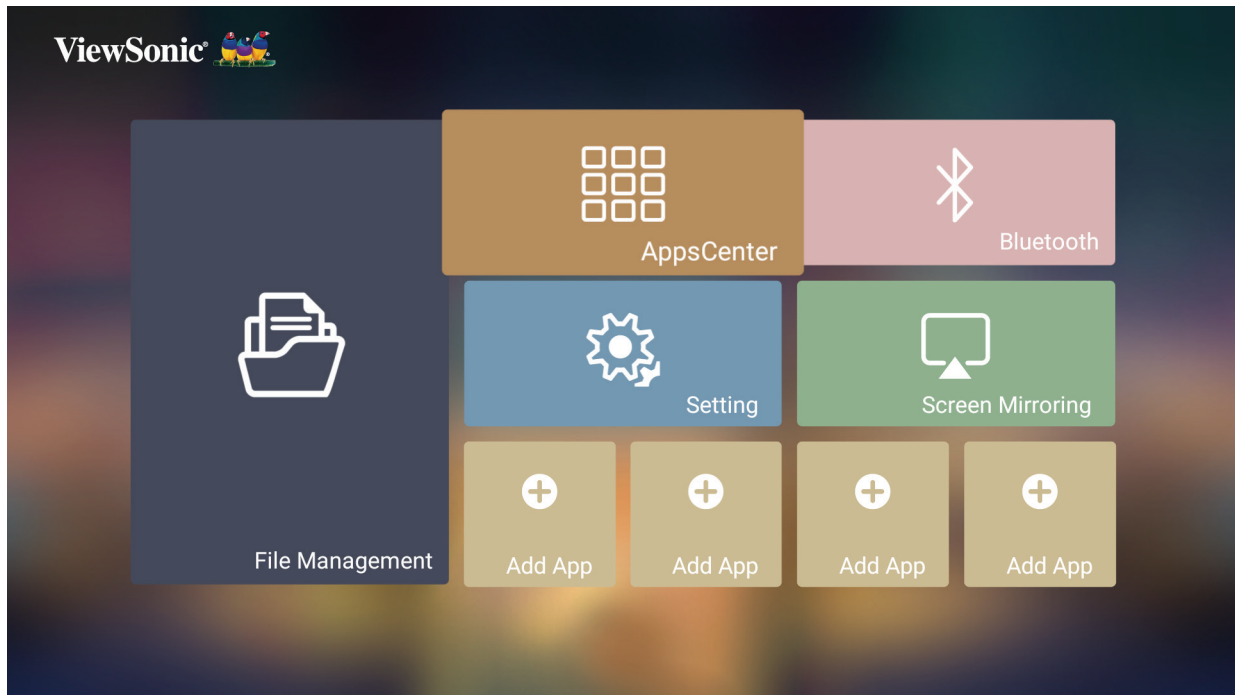 ViewSonic®
AppsCenter
Bluetooth
Setting
Screen Mirroring
File Management
Add App
Add App
Add App
Add App